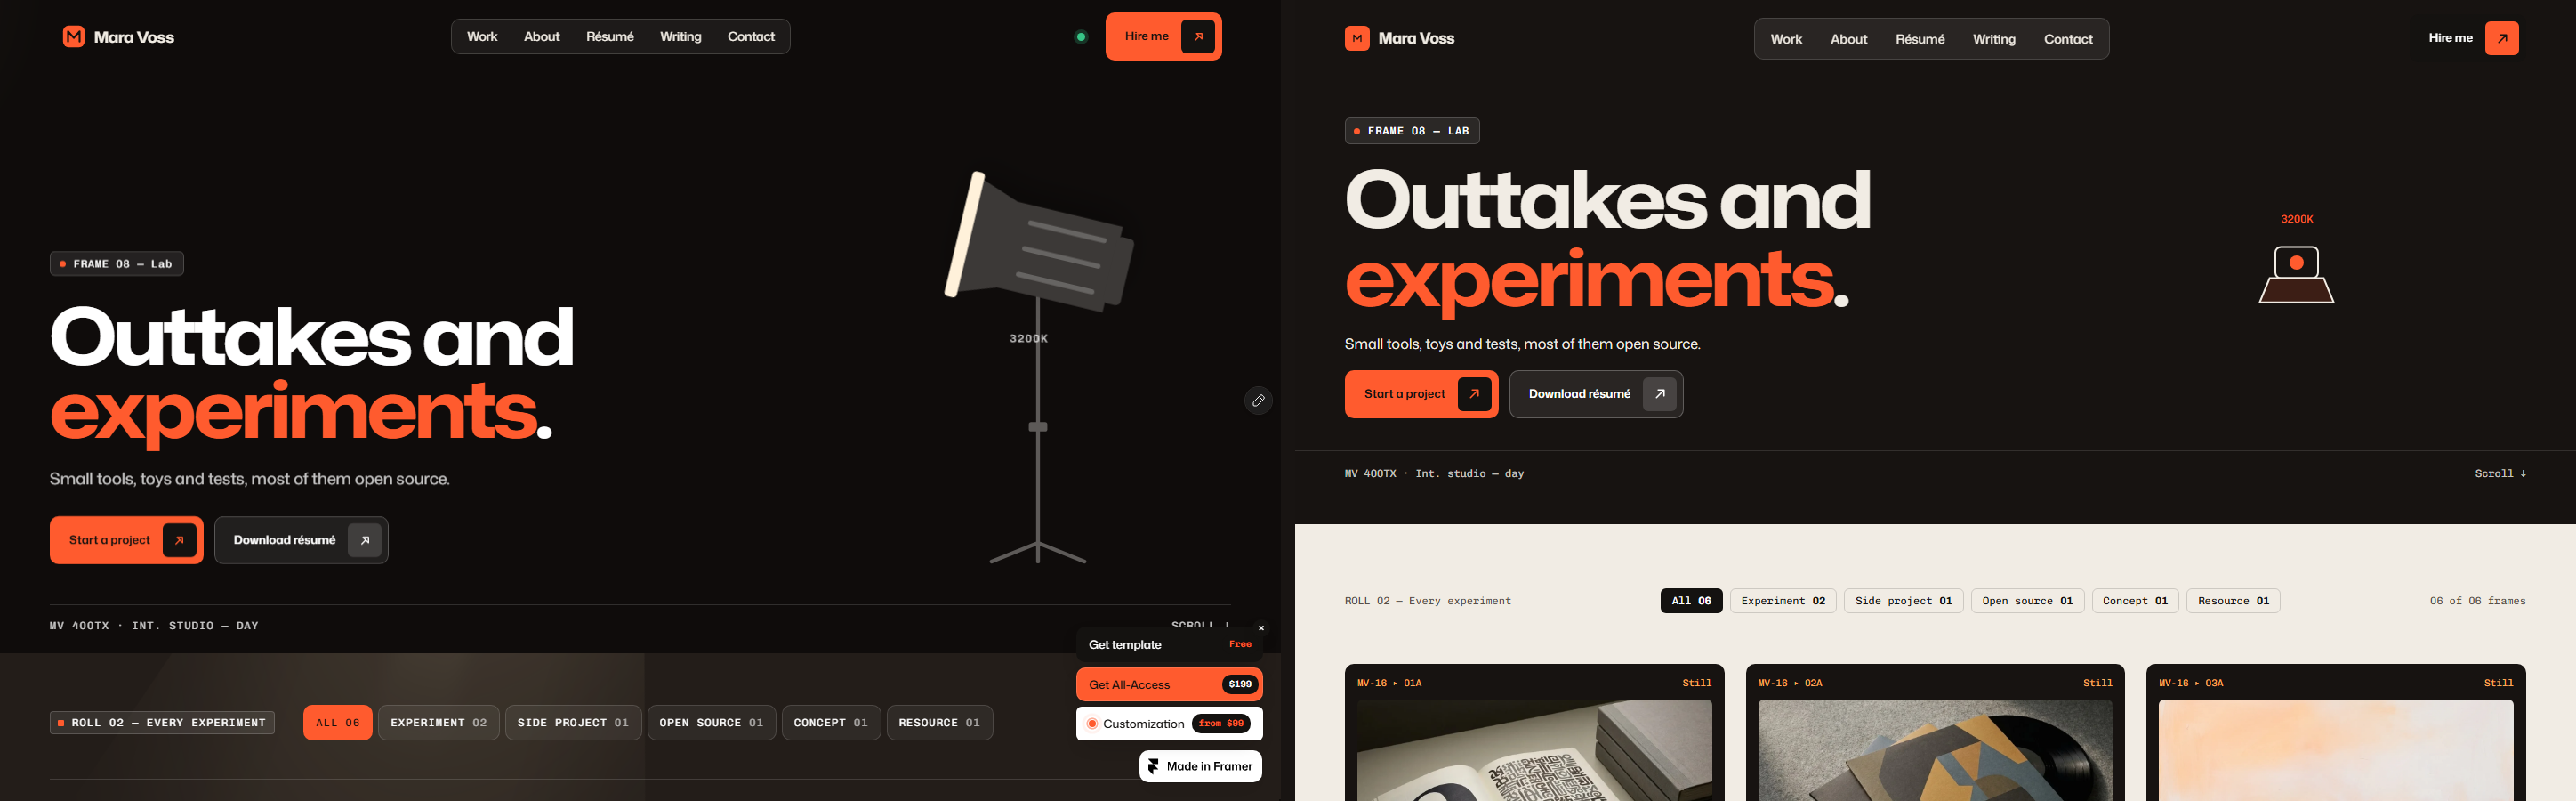 Mara Voss
Work About Résumé Writing Contact
Hire me
FRAME 08 — Lab
Outtakes and
experiments.
Small tools, toys and tests, most of them open source.
Start a project
Download résumé
3200K
MV 400TX · INT. STUDIO — DAY
SCROLL ↓
ROLL 02 — EVERY EXPERIMENT
ALL 06
EXPERIMENT 02
SIDE PROJECT 01
OPEN SOURCE 01
CONCEPT 01
RESOURCE 01
Get template Free
Get All-Access $199
Customization from $99
Made in Framer
Mara Voss
Work About Résumé Writing Contact
Hire me
FRAME 08 — LAB
Outtakes and
experiments.
Small tools, toys and tests, most of them open source.
Start a project
Download résumé
3200K
MV 400TX · Int. studio — day
Scroll ↓
ROLL 02 — Every experiment
All 06
Experiment 02
Side project 01
Open source 01
Concept 01
Resource 01
06 of 06 frames
MV-16 ▸ 01A Still
MV-16 ▸ 02A Still
MV-16 ▸ 03A Still